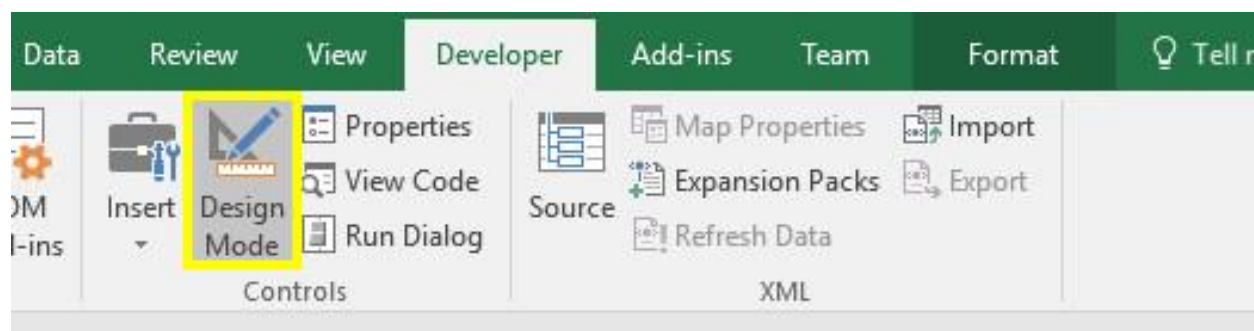 Data Review View Developer Add-ins Team Format Tell
Properties Map Properties Import
View Code Expansion Packs Export
Insert Design Source
Mode Run Dialog Refresh Data
-ins
Controls XML